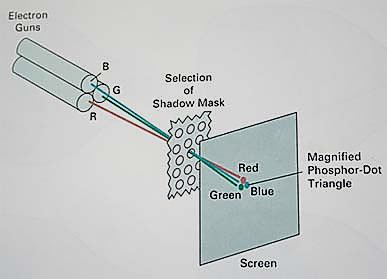 Electron
Guns
B
G
R
Selection
of
Shadow Mask
Red
Green
Blue
Magnified
Phosphor-Dot
Triangle
Screen